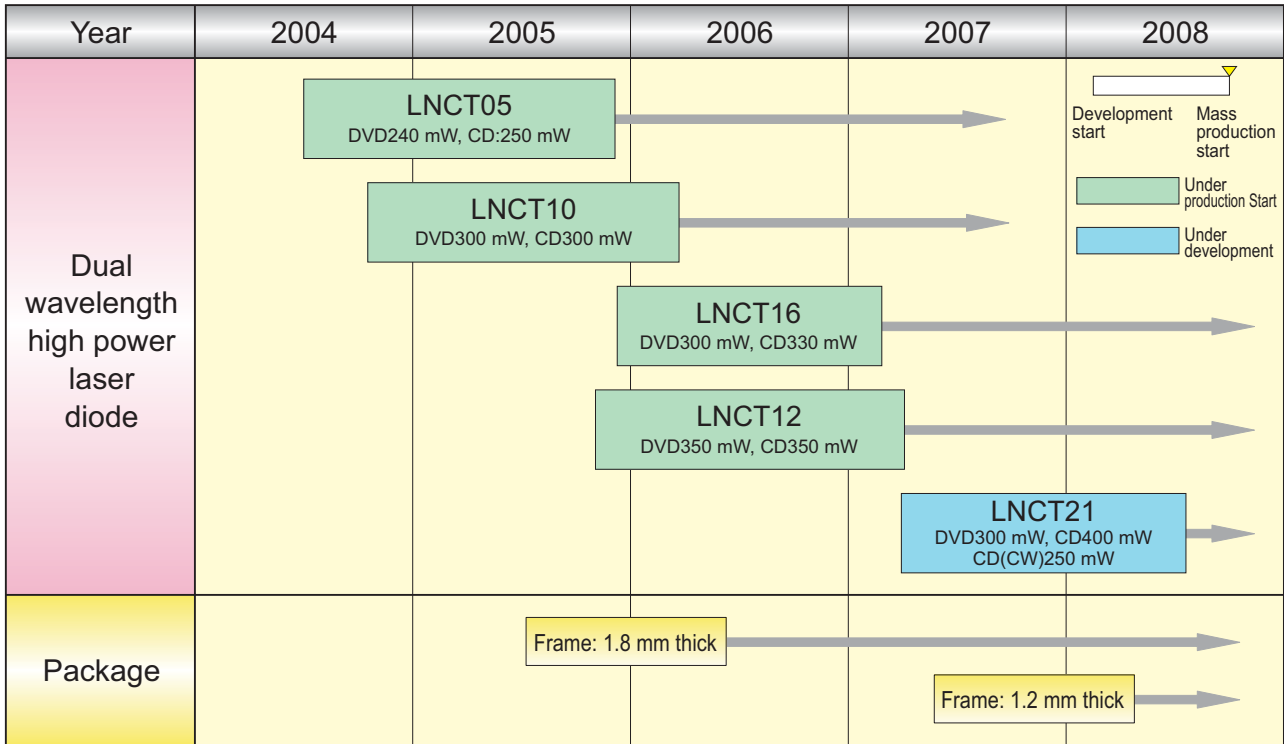 Year
2004
2005
2006
2007
2008
Dual
wavelength
high power
laser
diode
LNCT05
DVD240 mW, CD:250 mW
LNCT10
DVD300 mW, CD300 mW
LNCT16
DVD300 mW, CD330 mW
LNCT12
DVD350 mW, CD350 mW
LNCT21
DVD300 mW, CD400 mW
CD(CW)250 mW
Development
start
Mass
production
start
Under
production Start
Under
development
Package
Frame: 1.8 mm thick
Frame: 1.2 mm thick